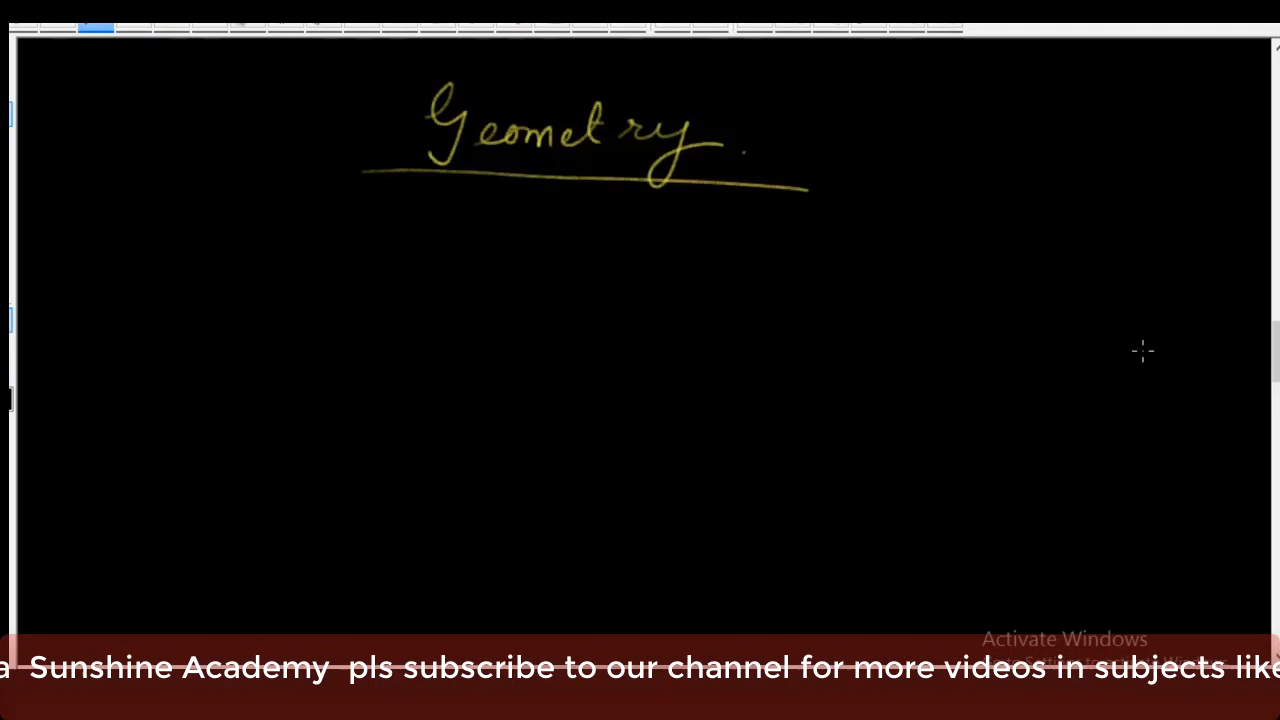 Geometry.
Activate Windows
Sunshine Academy pls subscribe to our channel for more videos in subjects like